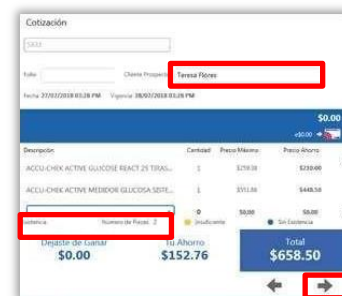 Cotización
Folio Cliente Prospecto Teresa Flores
Fecha 27/02/2018 03:28 PM Vigencia 28/02/2018 03:28 PM
$0.00
Descripción Cantidad Precio Máximo Precio Ahorro
ACCU-CHEK ACTIVE GLUCOSE REACT 25 TIRAS... 1 $210.00
ACCU-CHEK ACTIVE MEDIDOR GLUCOSA SISTE... 1 $448.50
0 $0.00 $0.00
Existencia Número de Piezas 2 Insuficiente Sin Existencia
Dejaste de Ganar Tu Ahorro Total
$0.00 $152.76 $658.50